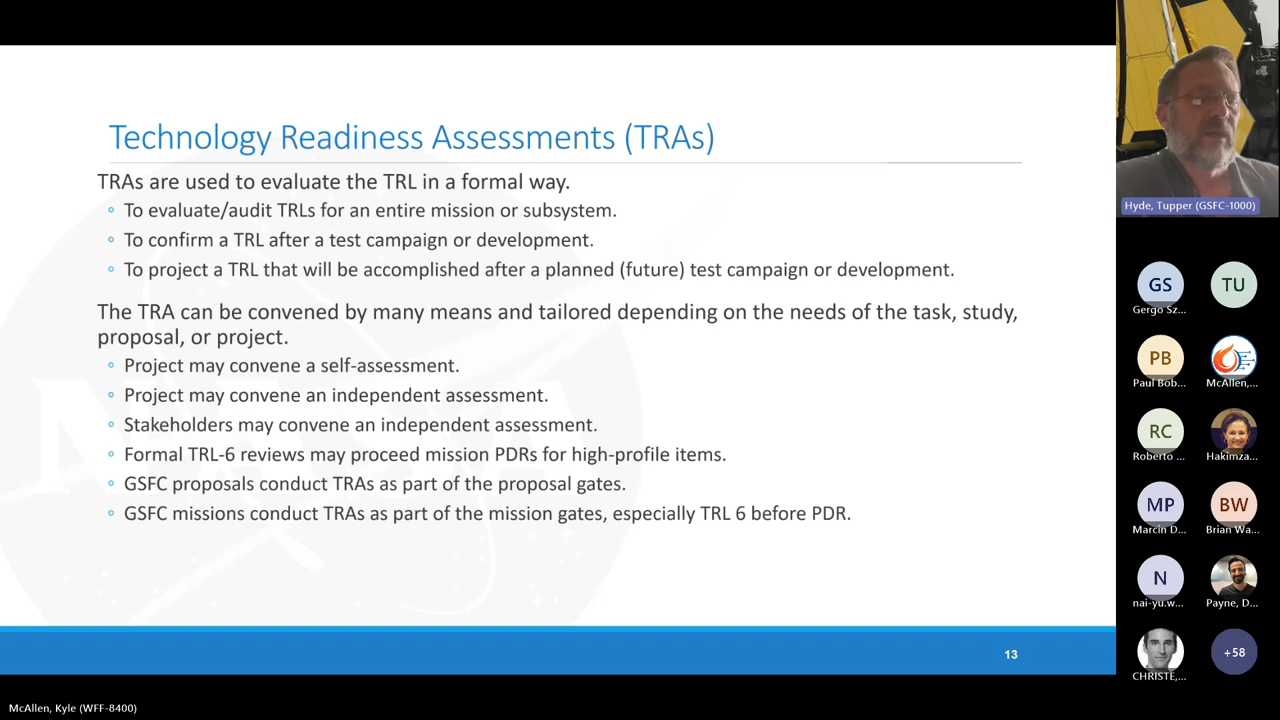 Technology Readiness Assessments (TRAs)
TRAs are used to evaluate the TRL in a formal way.
To evaluate/audit TRLs for an entire mission or subsystem.
To confirm a TRL after a test campaign or development.
To project a TRL that will be accomplished after a planned (future) test campaign or development.
The TRA can be convened by many means and tailored depending on the needs of the task, study,
proposal, or project.
Project may convene a self-assessment.
Project may convene an independent assessment.
Stakeholders may convene an independent assessment.
Formal TRL-6 reviews may proceed mission PDRs for high-profile items.
GSFC proposals conduct TRAs as part of the proposal gates.
GSFC missions conduct TRAs as part of the mission gates, especially TRL 6 before PDR.
NASA
13
McAllen, Kyle (WFF-8400)
Hyde, Tupper (GSFC-1000)
GS
TU
Gergo Sz...
PB
Paul Bob...
McAllen,...
RC
Roberto ...
Hakimza...
MP
BW
Marcin D...
Brian Wa...
N
nai-yu.w...
Payne, D...
+58
CHRISTE,...